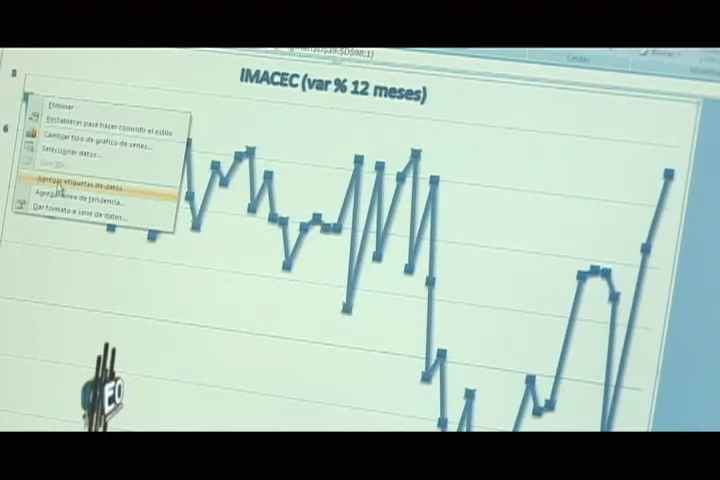 IMACEC (var % 12 meses)
8
6
Eliminar
Restablecer para hacer coincidir el estilo
Cambiar tipo de gráfico de series...
Seleccionar datos...
Agregar etiquetas de datos
Agregar línea de tendencia...
Dar formato a serie de datos...
EO